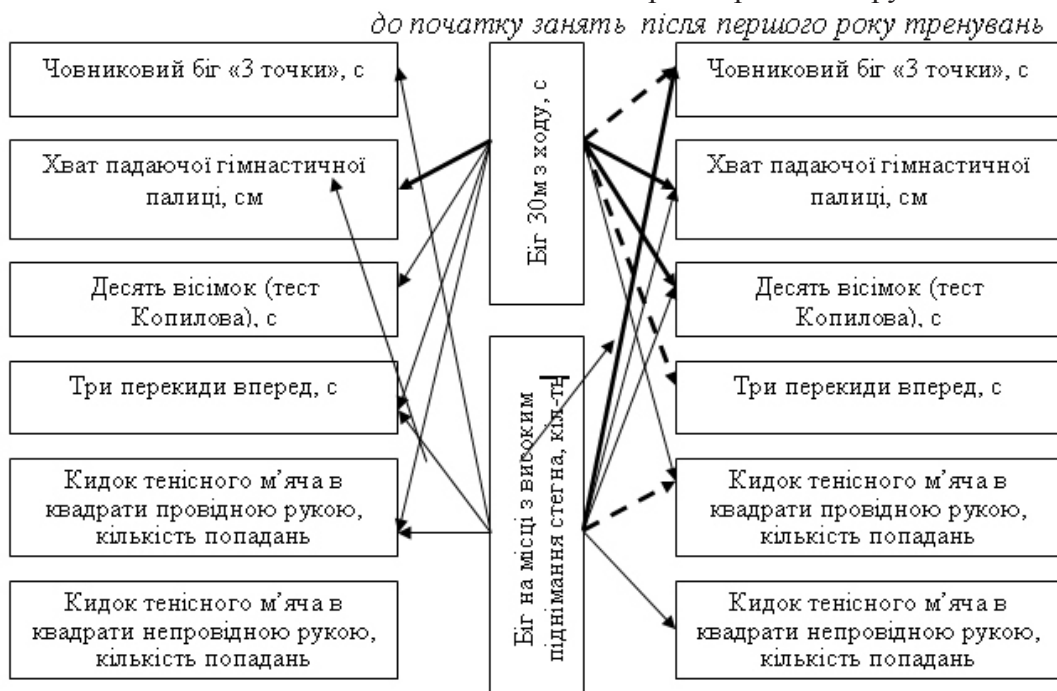 до початку занять після першого року тренувань
Човниковий біг «3 точки», с
Хват падаючої гімнастичної
палиці, см
Десять вісімок (тест
Копилова), с
Три перекиди вперед, с
Кидок тенісного м’яча в
квадрати провідною рукою,
кількість попадань
Кидок тенісного м’яча в
квадрати непровідною рукою,
кількість попадань
Біг 30м з ходу, с
Біг на місці з високим
піднімання стегна, кіл-ть
Човниковий біг «3 точки», с
Хват падаючої гімнастичної
палиці, см
Десять вісімок (тест
Копилова), с
Три перекиди вперед, с
Кидок тенісного м’яча в
квадрати провідною рукою,
кількість попадань
Кидок тенісного м’яча в
квадрати непровідною рукою,
кількість попадань